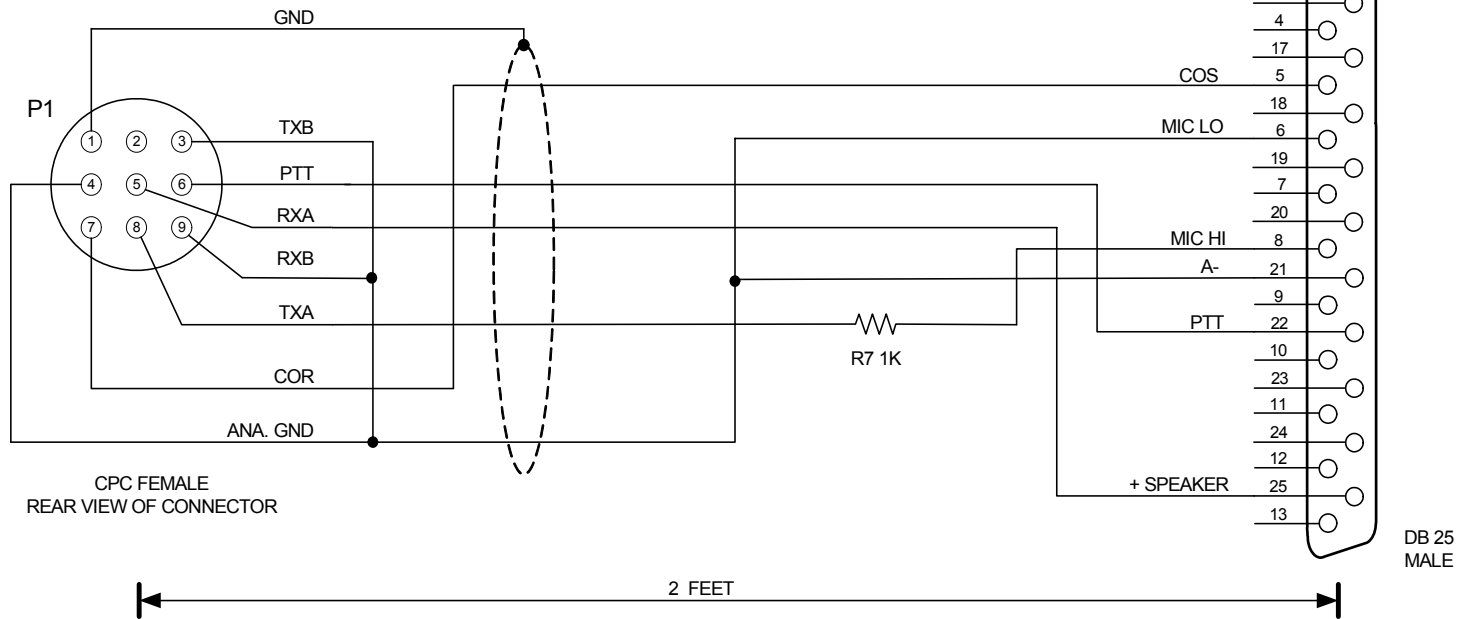 GND
4
17
COS 5
P1
18
TXB
MIC LO 6
1 2 3
19
PTT
4 5 6
7
RXA
20
7 8 9
MIC HI 8
RXB
A- 21
9
TXA
PTT 22
R7 1K
10
COR
23
11
ANA. GND
24
12
CPC FEMALE
REAR VIEW OF CONNECTOR
+ SPEAKER 25
13
DB 25
MALE
2 FEET